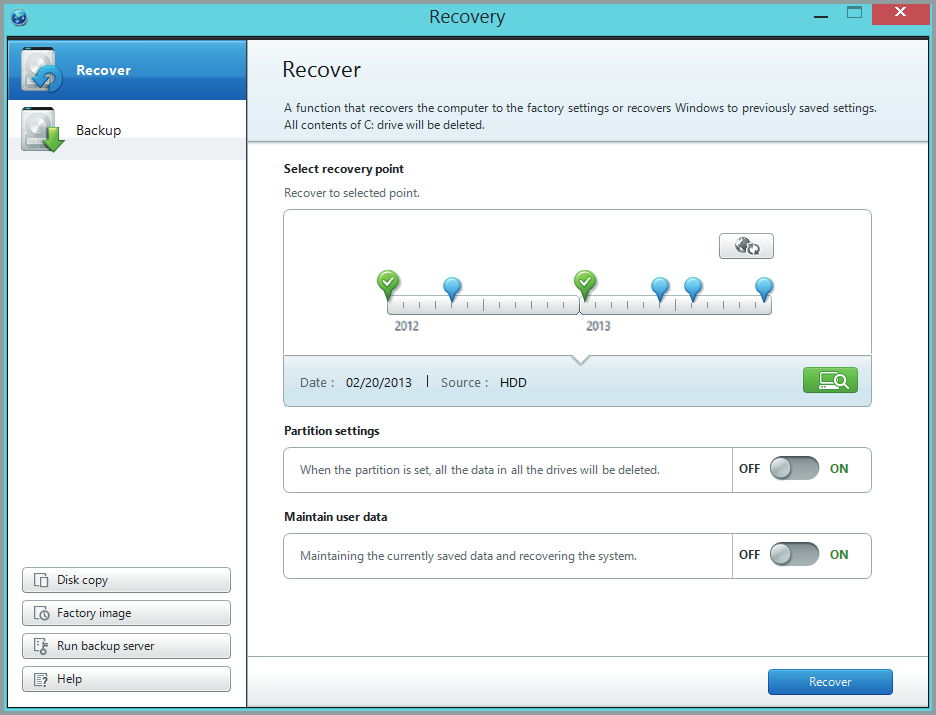 Recovery
Recover
Backup
Recover
A function that recovers the computer to the factory settings or recovers Windows to previously saved settings.
All contents of C: drive will be deleted.
Select recovery point
Recover to selected point.
2012 2013
Date : 02/20/2013 | Source : HDD
Partition settings
When the partition is set, all the data in all the drives will be deleted. OFF ON
Maintain user data
Maintaining the currently saved data and recovering the system. OFF ON
Disk copy
Factory image
Run backup server
Help
Recover